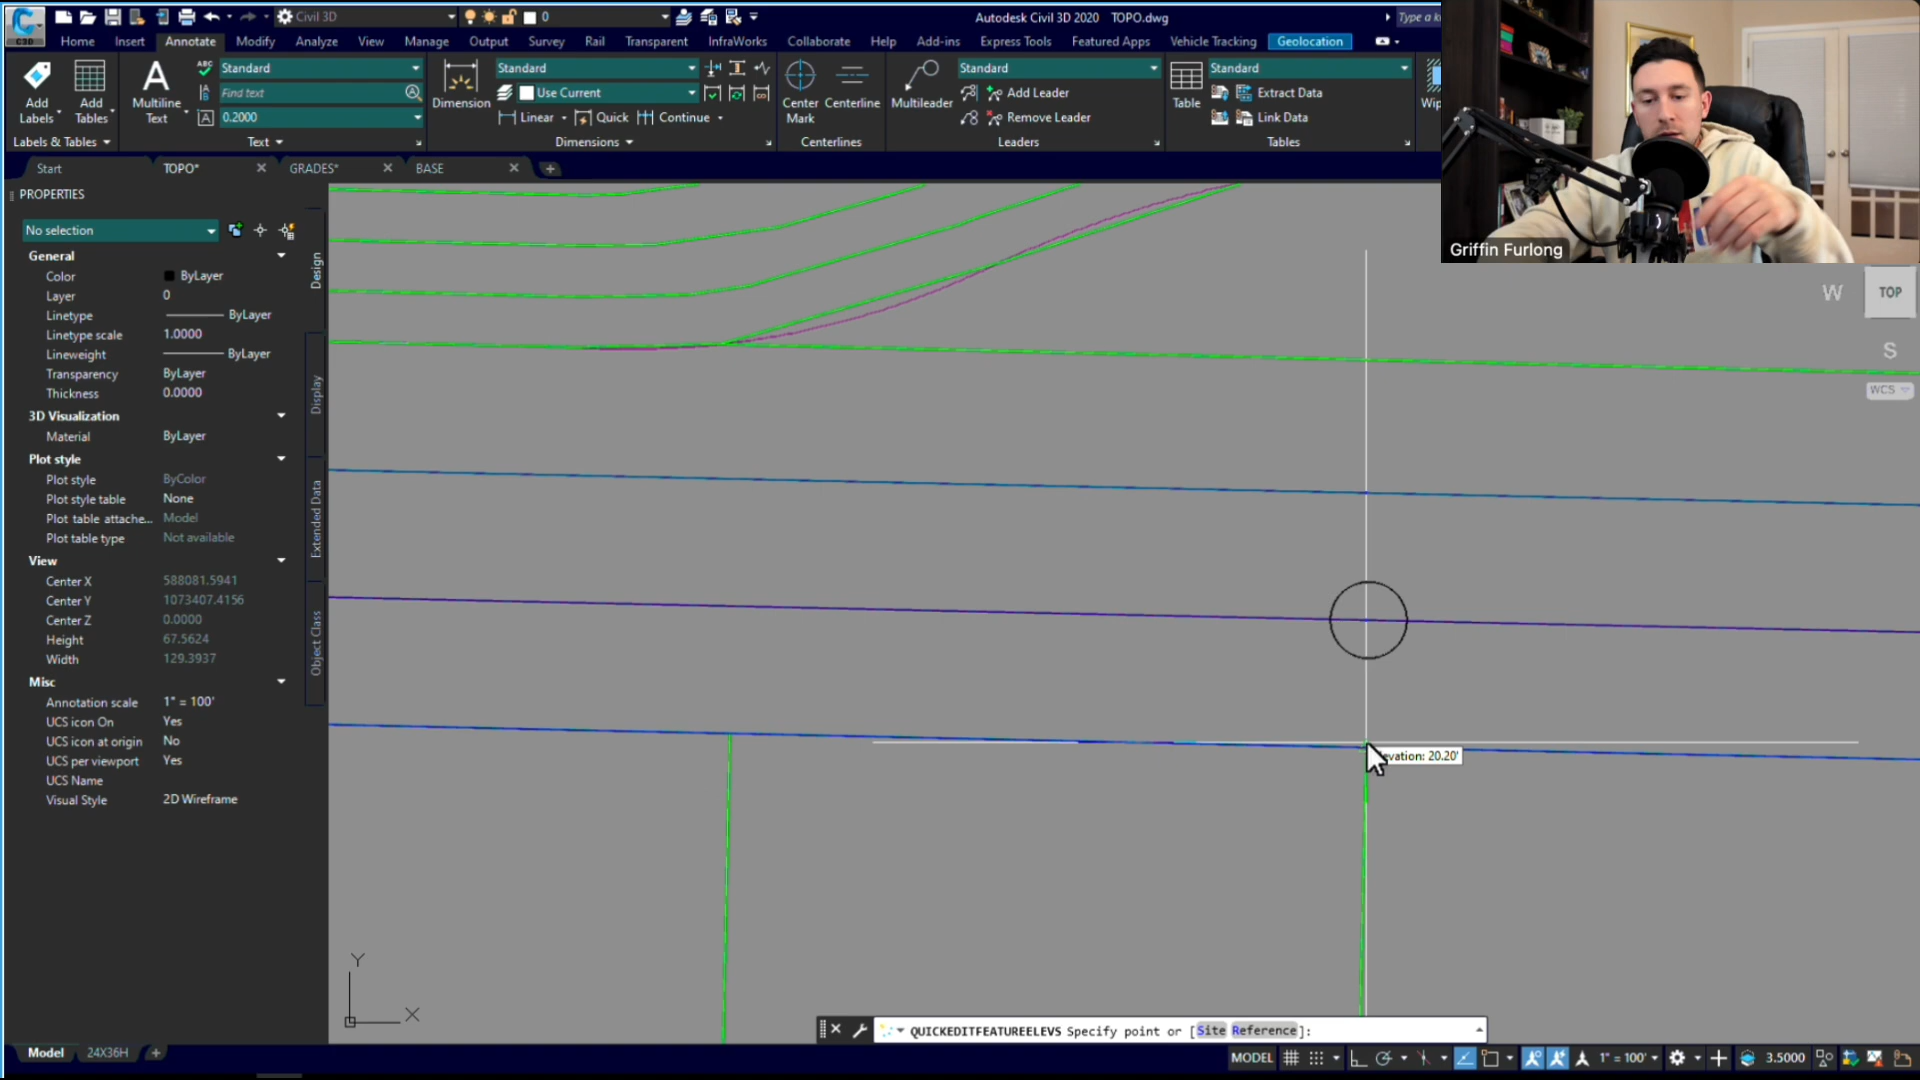 C3D
Civil 3D
0
Autodesk Civil 3D 2020 TOPO.dwg
Type a k
Home Insert Annotate Modify Analyze View Manage Output Survey Rail Transparent InfraWorks Collaborate Help Add-ins Express Tools Featured Apps Vehicle Tracking Geolocation
Add Labels
Add Tables
Labels & Tables
Multiline Text
ABC
Standard
Find text
0.2000
Text
Dimension
Standard
Use Current
Linear
Quick
Continue
Dimensions
Center Mark
Centerline
Centerlines
Multileader
Standard
Add Leader
Remove Leader
Leaders
Table
Standard
Extract Data
Link Data
Tables
Wip
Start
TOPO*
GRADES*
BASE
PROPERTIES
No selection
General
Color ByLayer
Layer 0
Linetype ByLayer
Linetype scale 1.0000
Lineweight ByLayer
Transparency ByLayer
Thickness 0.0000
3D Visualization
Material ByLayer
Plot style
Plot style ByColor
Plot style table None
Plot table attache... Model
Plot table type Not available
View
Center X 588081.5941
Center Y 1073407.4156
Center Z 0.0000
Height 67.5624
Width 129.3937
Misc
Annotation scale 1" = 100'
UCS icon On Yes
UCS icon at origin No
UCS per viewport Yes
UCS Name
Visual Style 2D Wireframe
Design
Display
Extended Data
Object Class
Griffin Furlong
W
TOP
S
WCS
evation: 20.20'
Y
X
QUICKEDITFEATUREELEVS Specify point or [Site Reference]:
Model
24X36H
MODEL
1" = 100'
3.5000